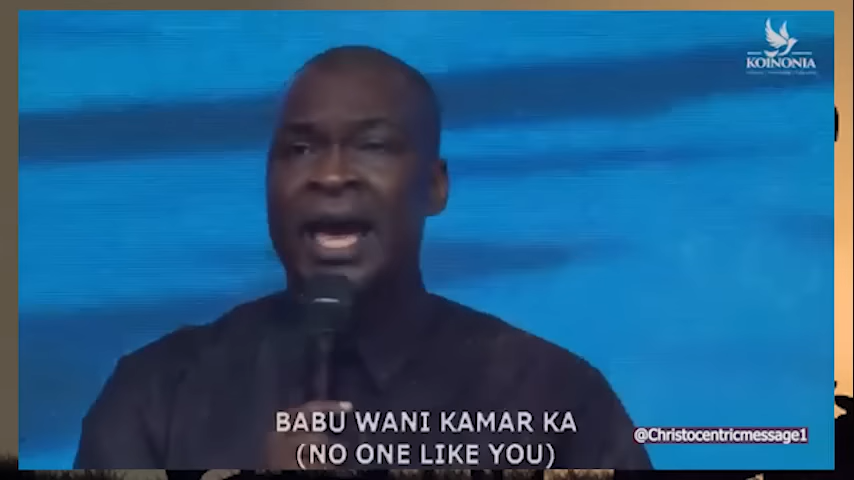 KOINONIA
BABU WANI KAMAR KA
(NO ONE LIKE YOU)
@Christocentricmessage1